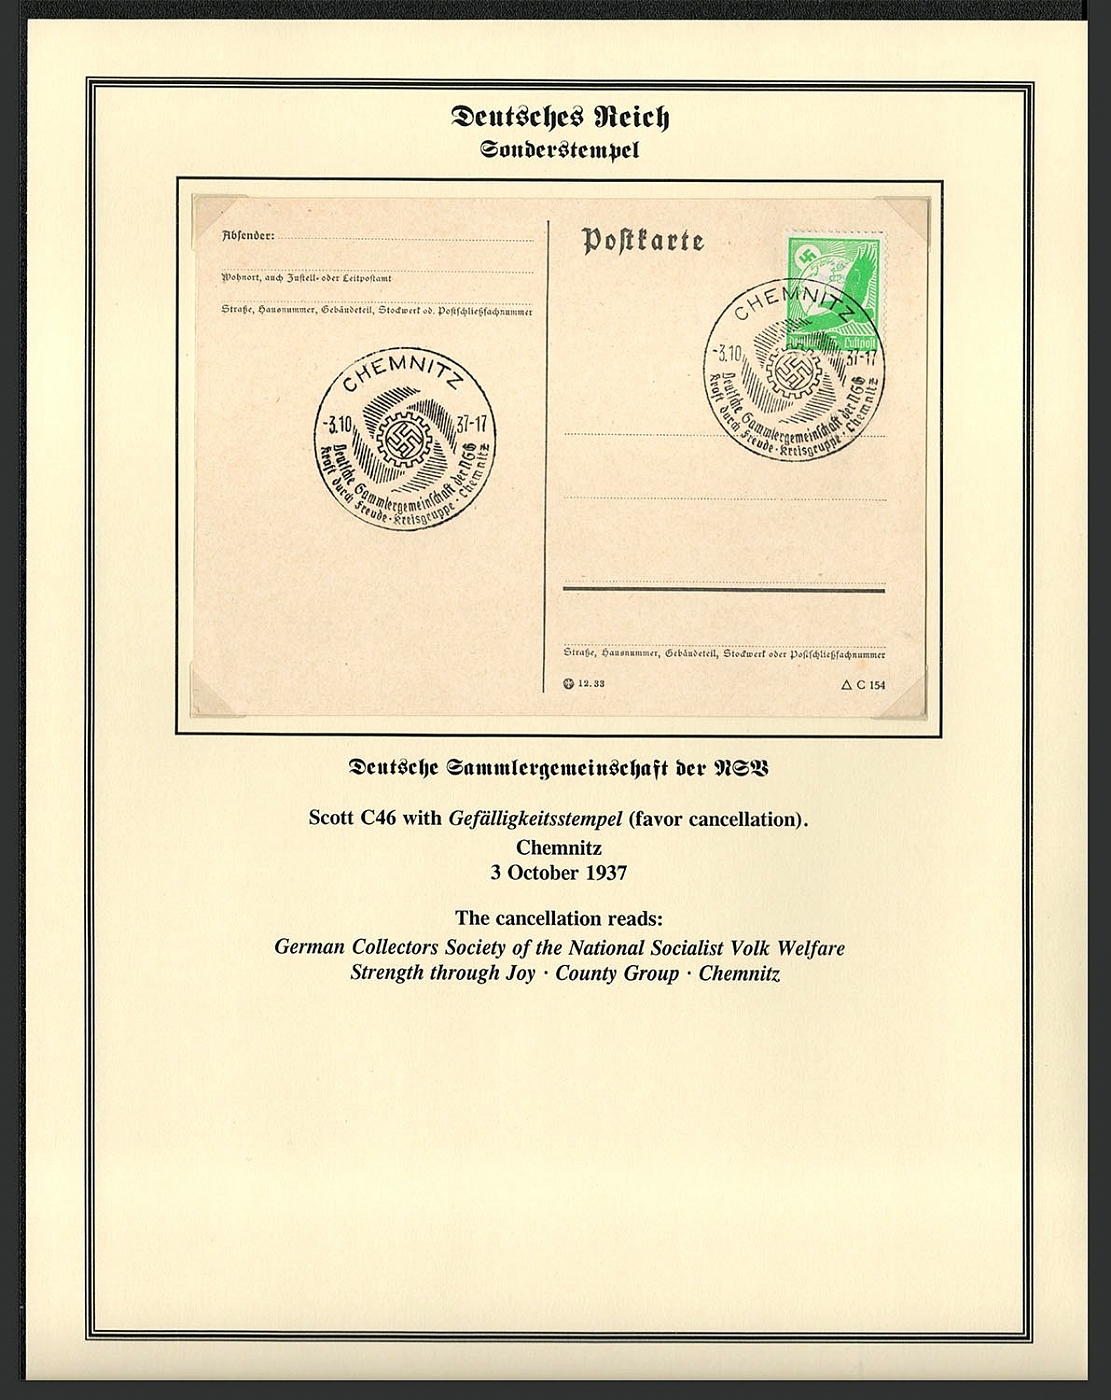 Deutsches Reich
Sonderstempel
Absender:
Wohnort, auch Zustell- oder Leitpostamt
Straße, Hausnummer, Gebäudeteil, Stockwerk od. Postschließfachnummer
CHEMNITZ
-3.10 37-17
Deutsche Sammlergemeinschaft der NSG
Kraft durch Freude · Kreisgruppe · Chemnitz
Postkarte
Luftpost
CHEMNITZ
-3.10 37-17
Deutsche Sammlergemeinschaft der NSG
Kraft durch Freude · Kreisgruppe · Chemnitz
Straße, Hausnummer, Gebäudeteil, Stockwerk oder Postschließfachnummer
12.33
△ C 154
Deutsche Sammlergemeinschaft der NSV
Scott C46 with Gefälligkeitsstempel (favor cancellation).
Chemnitz
3 October 1937
The cancellation reads:
German Collectors Society of the National Socialist Volk Welfare
Strength through Joy · County Group · Chemnitz